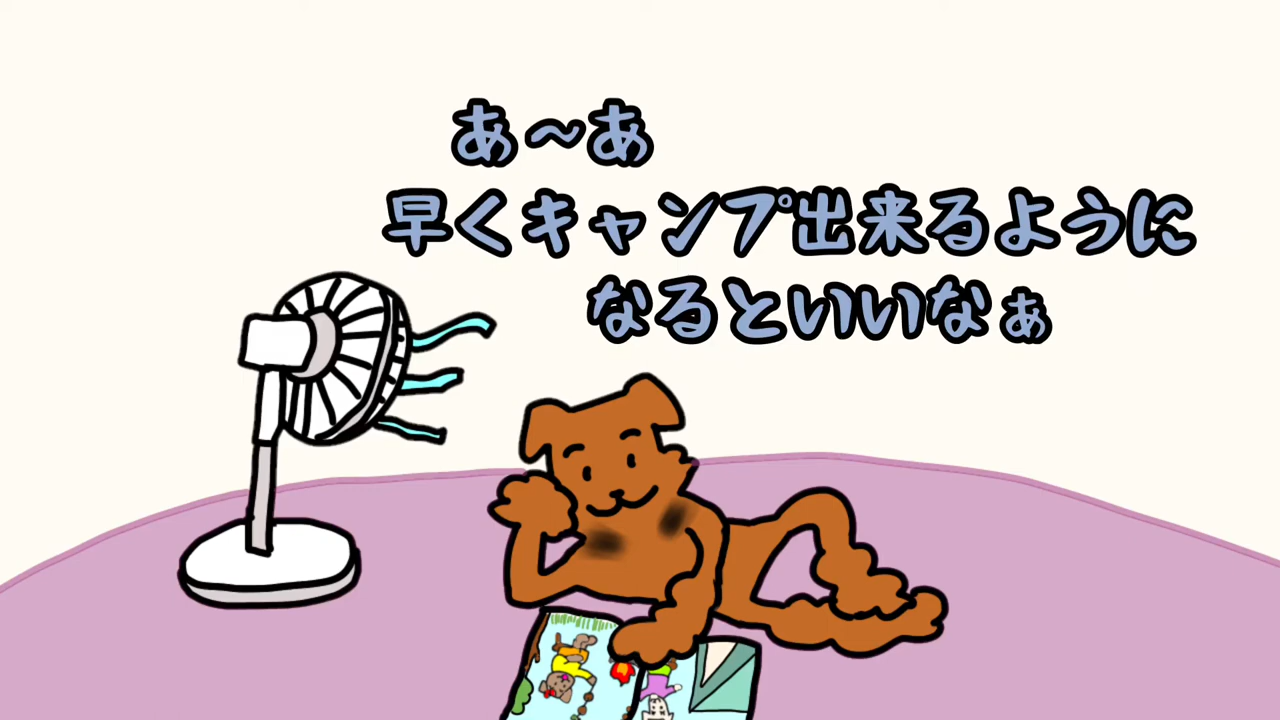 あ～あ
早くキャンプ出来るように
なるといいなぁ